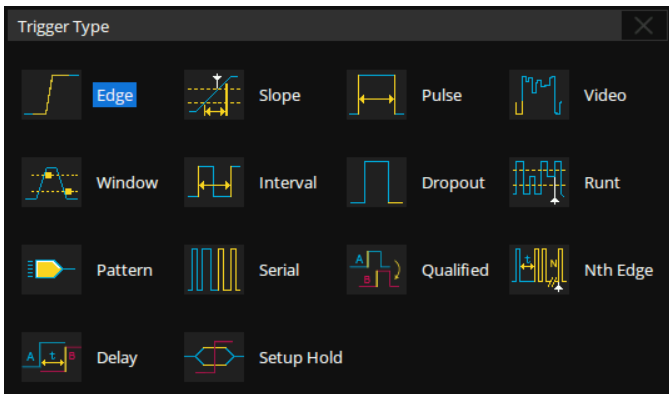 Trigger Type
Edge Slope Pulse Video
Window Interval Dropout Runt
Pattern Serial A B Qualified t N Nth Edge
A t B Delay Setup Hold